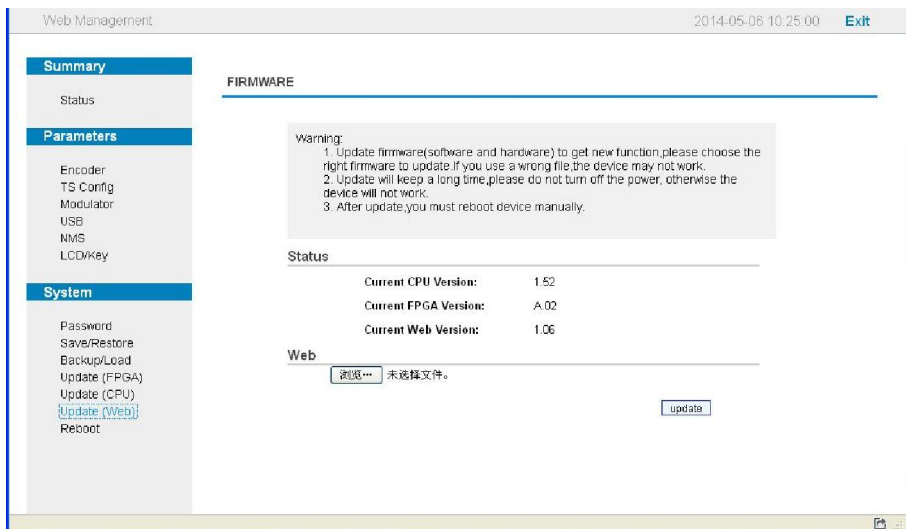 Web Management
2014-05-06 10:25:00 Exit
Summary
Status
Parameters
Encoder
TS Config
Modulator
USB
NMS
LCD/Key
System
Password
Save/Restore
Backup/Load
Update (FPGA)
Update (CPU)
Update (Web)
Reboot
FIRMWARE
Warning:
1. Update firmware(software and hardware) to get new function,please choose the
right firmware to update.If you use a wrong file,the device may not work.
2. Update will keep a long time,please do not turn off the power, otherwise the
device will not work.
3. After update,you must reboot device manually.
Status
Current CPU Version: 1.52
Current FPGA Version: A.02
Current Web Version: 1.06
Web
浏览… 未选择文件。
update